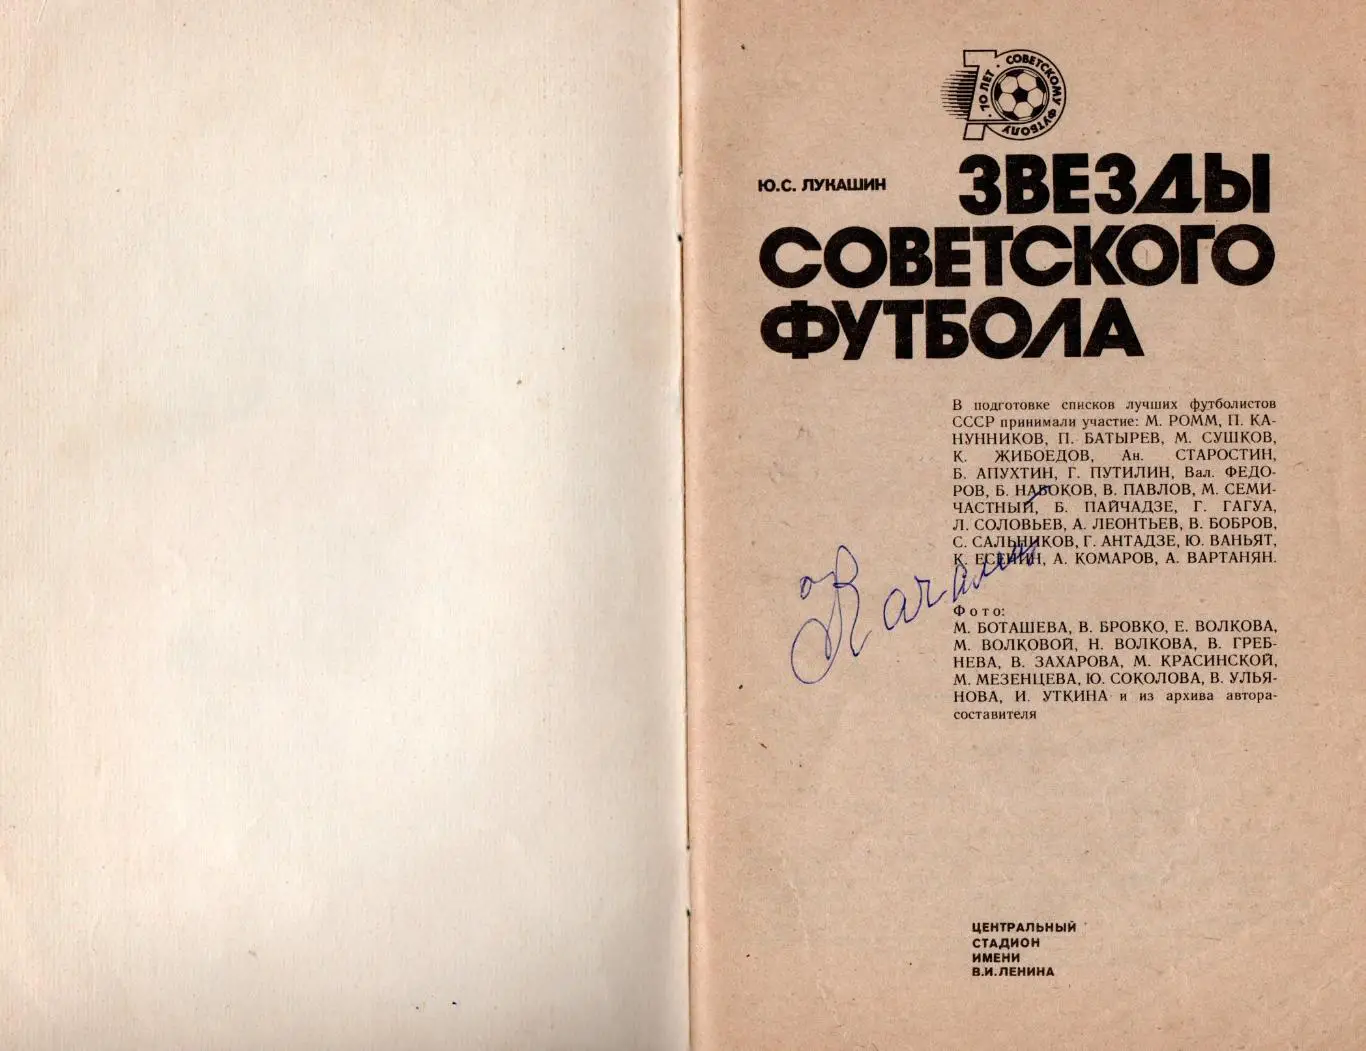 70 ЛЕТ · СОВЕТСКОМУ ФУТБОЛУ ·
Ю.С. ЛУКАШИН
ЗВЕЗДЫ
СОВЕТСКОГО
ФУТБОЛА
В подготовке списков лучших футболистов
СССР принимали участие: М. РОММ, П. КА-
НУННИКОВ, П. БАТЫРЕВ, М. СУШКОВ,
К. ЖИБОЕДОВ, Ан. СТАРОСТИН,
Б. АПУХТИН, Г. ПУТИЛИН, Вал. ФЕДО-
РОВ, Б. НАБОКОВ, В. ПАВЛОВ, М. СЕМИ-
ЧАСТНЫЙ, Б. ПАЙЧАДЗЕ, Г. ГАГУА,
Л. СОЛОВЬЕВ, А. ЛЕОНТЬЕВ, В. БОБРОВ,
С. САЛЬНИКОВ, Г. АНТАДЗЕ, Ю. ВАНЬЯТ,
К. ЕСЕНИН, А. КОМАРОВ, А. ВАРТАНЯН.
Качалин
Фото:
М. БОТАШЕВА, В. БРОВКО, Е. ВОЛКОВА,
М. ВОЛКОВОЙ, Н. ВОЛКОВА, В. ГРЕБ-
НЕВА, В. ЗАХАРОВА, М. КРАСИНСКОЙ,
М. МЕЗЕНЦЕВА, Ю. СОКОЛОВА, В. УЛЬЯ-
НОВА, И. УТКИНА и из архива автора-
составителя
ЦЕНТРАЛЬНЫЙ
СТАДИОН
ИМЕНИ
В.И.ЛЕНИНА